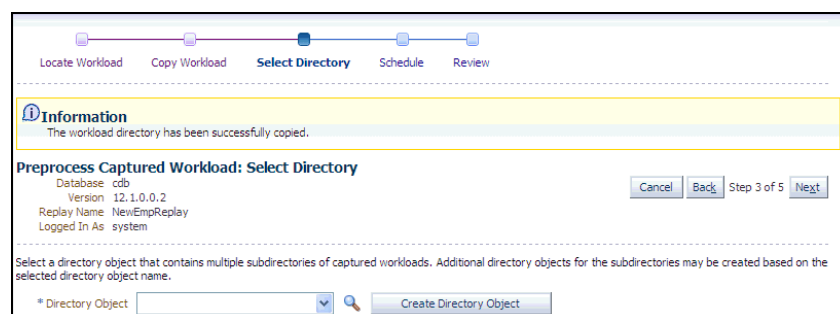 Locate Workload Copy Workload Select Directory Schedule Review
Information
The workload directory has been successfully copied.
Preprocess Captured Workload: Select Directory
Database cdb
Version 12.1.0.0.2
Replay Name NewEmpReplay
Logged In As system
Cancel Back Step 3 of 5 Next
Select a directory object that contains multiple subdirectories of captured workloads. Additional directory objects for the subdirectories may be created based on the
selected directory object name.
* Directory Object Create Directory Object